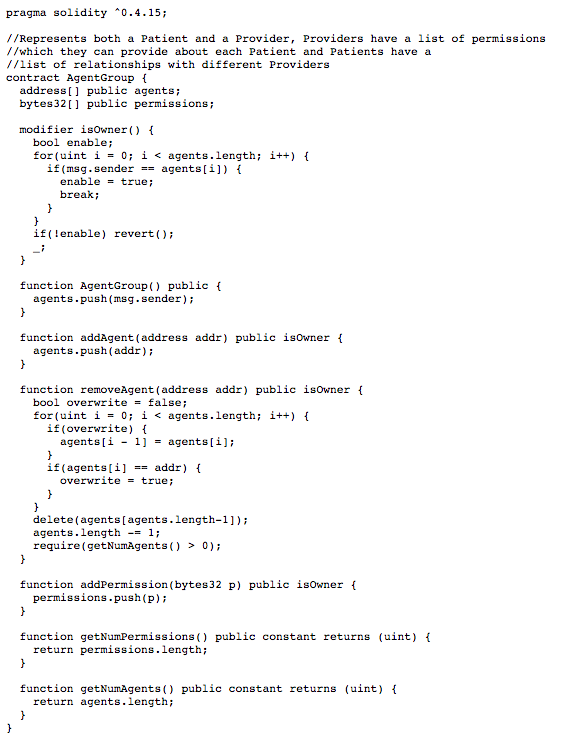 pragma solidity ^0.4.15;

//Represents both a Patient and a Provider, Providers have a list of permissions
//which they can provide about each Patient and Patients have a
//list of relationships with different Providers
contract AgentGroup {
  address[] public agents;
  bytes32[] public permissions;

  modifier isOwner() {
    bool enable;
    for(uint i = 0; i < agents.length; i++) {
      if(msg.sender == agents[i]) {
        enable = true;
        break;
      }
    }
    if(!enable) revert();
    _;
  }

  function AgentGroup() public {
    agents.push(msg.sender);
  }

  function addAgent(address addr) public isOwner {
    agents.push(addr);
  }

  function removeAgent(address addr) public isOwner {
    bool overwrite = false;
    for(uint i = 0; i < agents.length; i++) {
      if(overwrite) {
        agents[i - 1] = agents[i];
      }
      if(agents[i] == addr) {
        overwrite = true;
      }
    }
    delete(agents[agents.length-1]);
    agents.length -= 1;
    require(getNumAgents() > 0);
  }

  function addPermission(bytes32 p) public isOwner {
    permissions.push(p);
  }

  function getNumPermissions() public constant returns (uint) {
    return permissions.length;
  }

  function getNumAgents() public constant returns (uint) {
    return agents.length;
  }
}